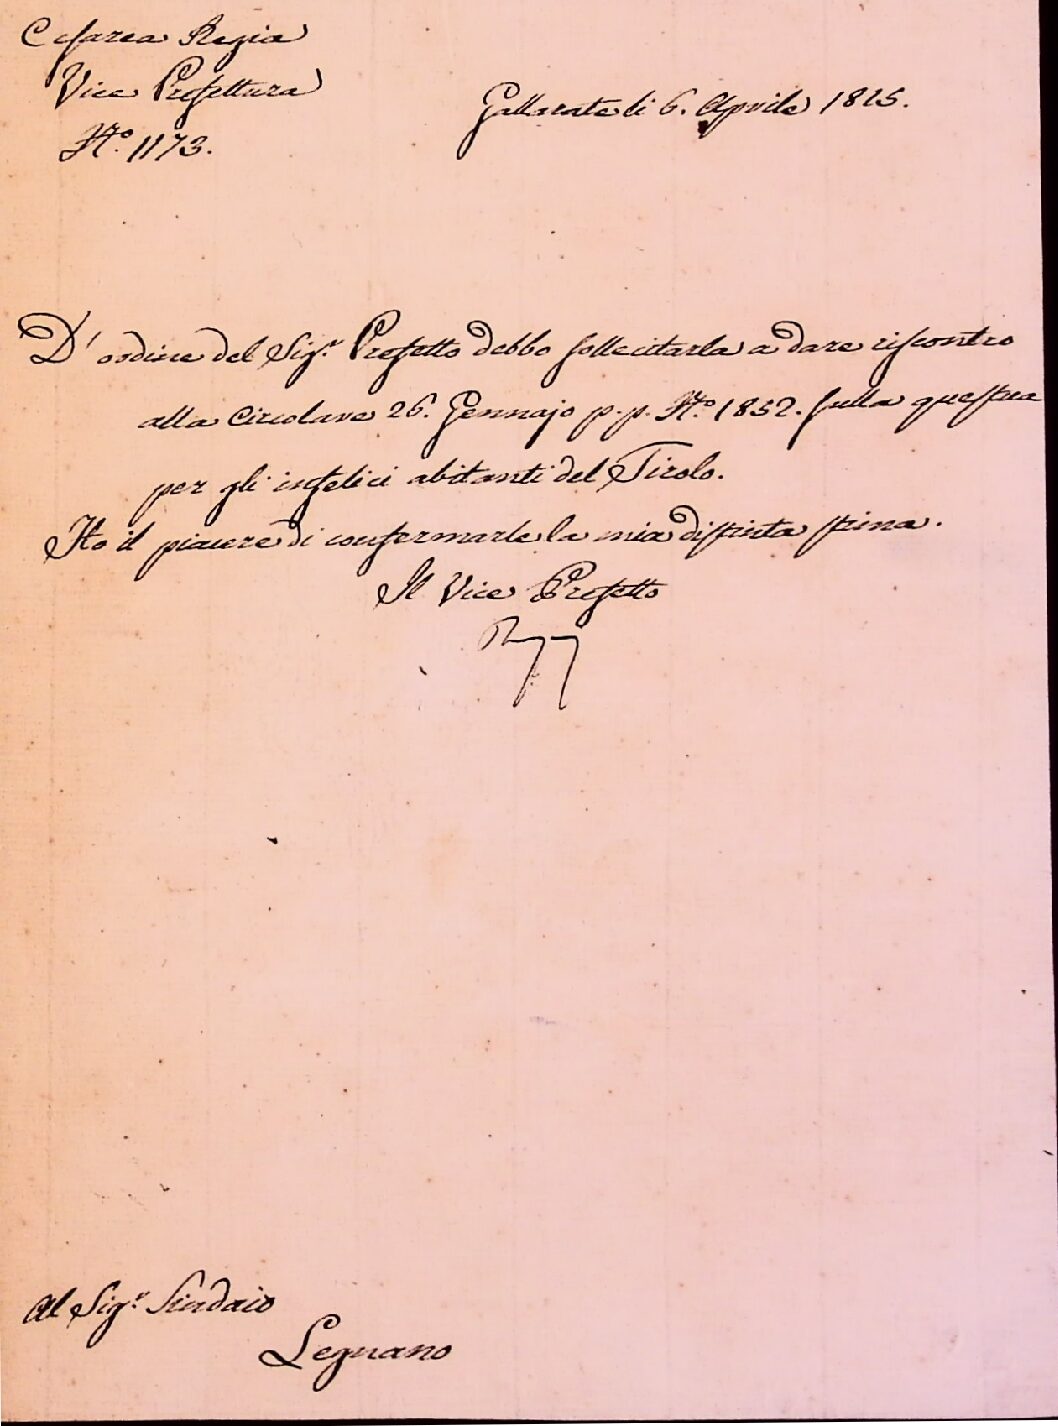 Cesarea Regia
Vice Prefettura
N.° 1173.
Gallarate li 6. Aprile 1815.
D'ordine del Sig.r Prefetto debbo sollecitarla a dare riscontro
alla Circolare 26. Gennajo p. p. N.° 1852. sulla questua
per gli infelici abitanti del Tirolo.
Ho il piacere di confermarle la mia distinta stima.
Il Vice Prefetto
Al Sig.r Sindaio
Legnano